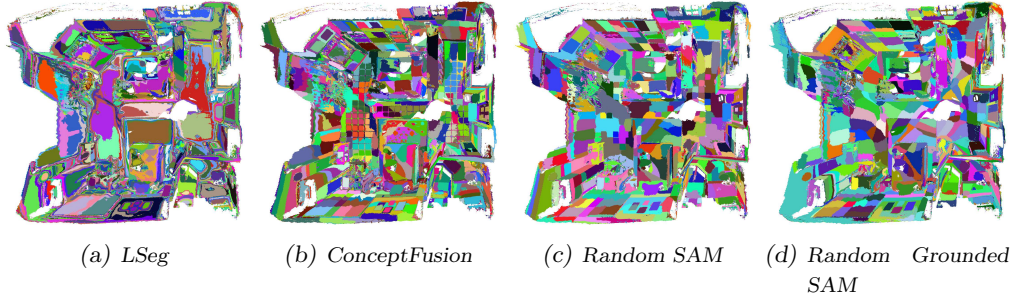 (a) LSeg
(b) ConceptFusion
(c) Random SAM
(d) Random Grounded
SAM